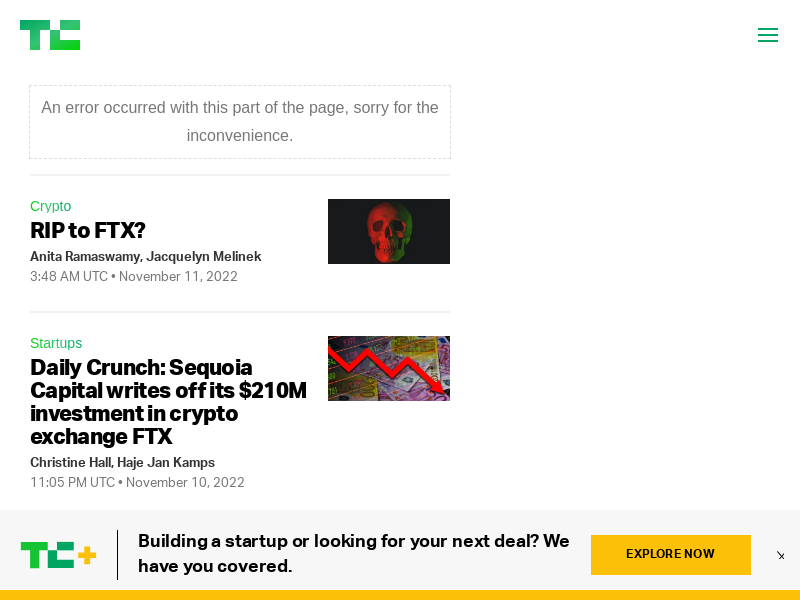 TC
An error occurred with this part of the page, sorry for the
inconvenience.
Crypto
RIP to FTX?
Anita Ramaswamy, Jacquelyn Melinek
3:48 AM UTC • November 11, 2022
Startups
Daily Crunch: Sequoia
Capital writes off its $210M
investment in crypto
exchange FTX
Christine Hall, Haje Jan Kamps
11:05 PM UTC • November 10, 2022
TC+
Building a startup or looking for your next deal? We
have you covered.
EXPLORE NOW